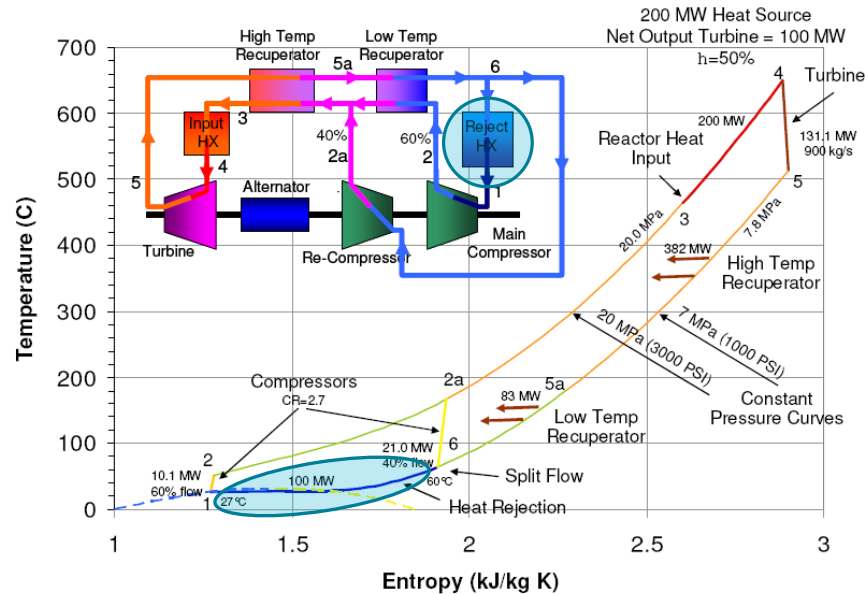 200 MW Heat Source
Net Output Turbine = 100 MW
h=50%
High Temp
Recuperator
Low Temp
Recuperator
5a
6
3
Input
HX
40%
60%
Reject
HX
2a
2
4
1
5
Alternator
Turbine
Re-Compressor
Main
Compressor
4
Turbine
200 MW
131.1 MW
900 kg/s
Reactor Heat
Input
5
3
20.0 MPa
7.8 MPa
382 MW
High Temp
Recuperator
20 MPa (3000 PSI)
7 MPa (1000 PSI)
Constant
Pressure Curves
Compressors
CR=2.7
2a
5a
83 MW
Low Temp
Recuperator
2
21.0 MW
40% flow
6
10.1 MW
60% flow
Split Flow
100 MW
60°C
27°C
1
Heat Rejection
700
600
500
400
300
200
100
0
Temperature (C)
1
1.5
2
2.5
3
Entropy (kJ/kg K)